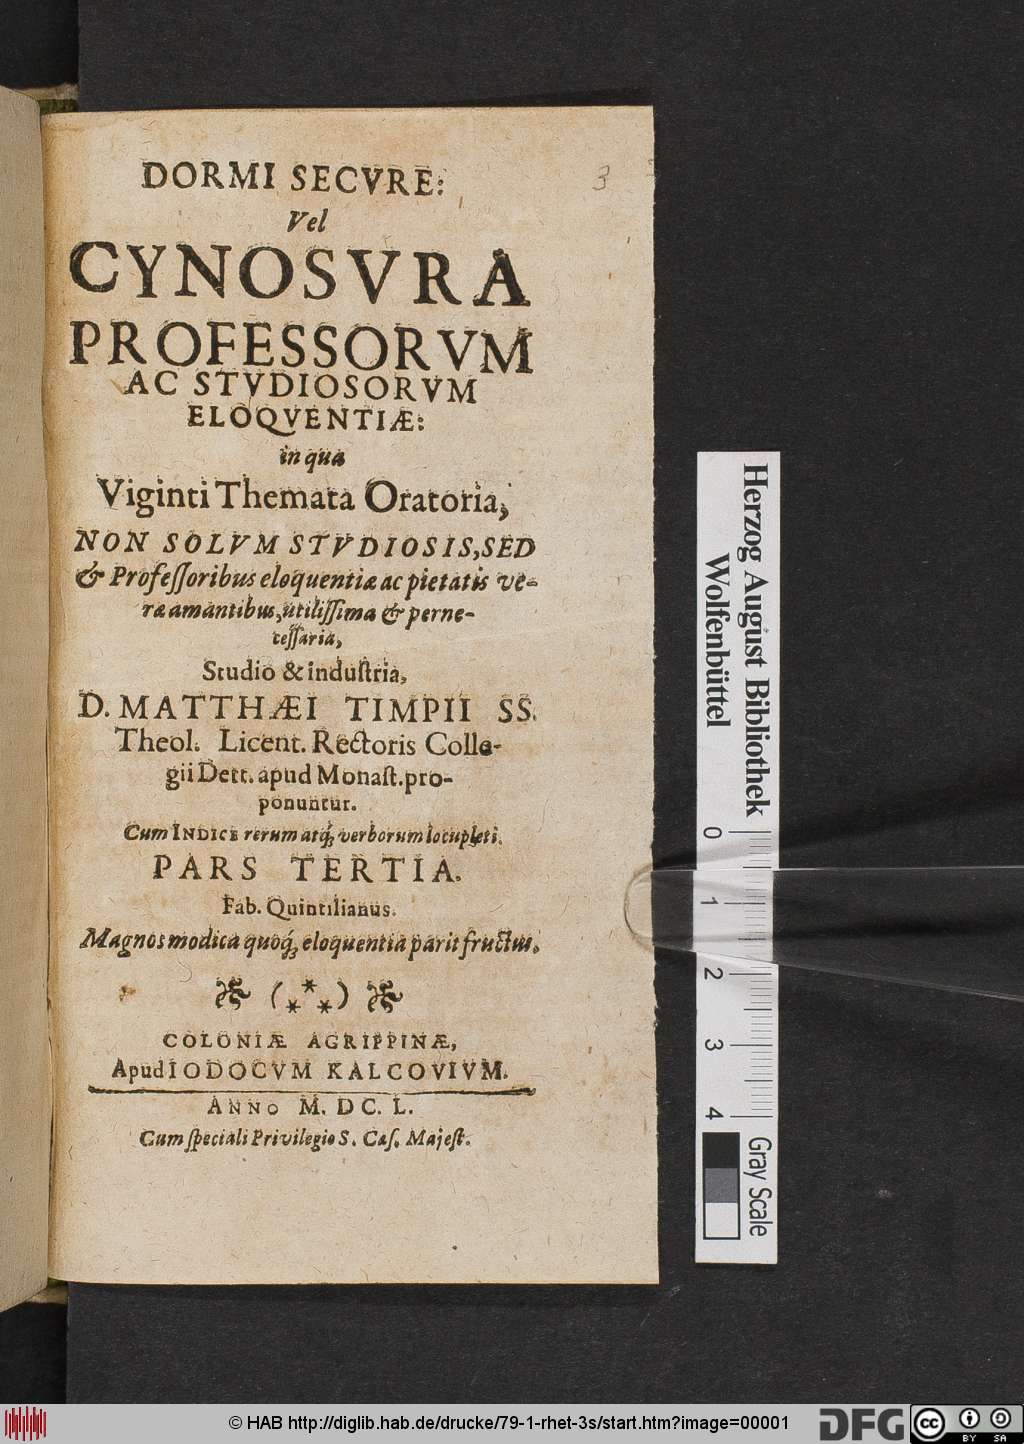 DORMI SECVRE:
3
Vel
CYNOSVRA
PROFESSORVM
AC STVDIOSORVM
ELOQVENTIÆ:
in qua
Viginti Themata Oratoria,
NON SOLVM STVDIOSIS, SED
& Profeſſoribus eloquentiæ ac pietatis ve-
ræ amantibus, utiliſſima & perne-
ceſſaria,
Studio & induſtria,
D. MATTHÆI TIMPII SS.
Theol. Licent. Rectoris Colle-
gii Dett. apud Monaſt. pro-
ponuntur.
Cum INDICE rerum atq; verborum locupleti.
PARS TERTIA.
Fab. Quintilianus.
Magnos modica quoq; eloquentia parit fructus.
(***)
COLONIÆ AGRIPPINÆ,
Apud IODOCVM KALCOVIVM.
ANNO M. DC. L.
Cum ſpeciali Privilegio S. Cæſ. Majeſt.
Herzog August Bibliothek
Wolfenbüttel
0
1
2
3
4
Gray Scale
© HAB http://diglib.hab.de/drucke/79-1-rhet-3s/start.htm?image=00001
DFG
cc
BY SA